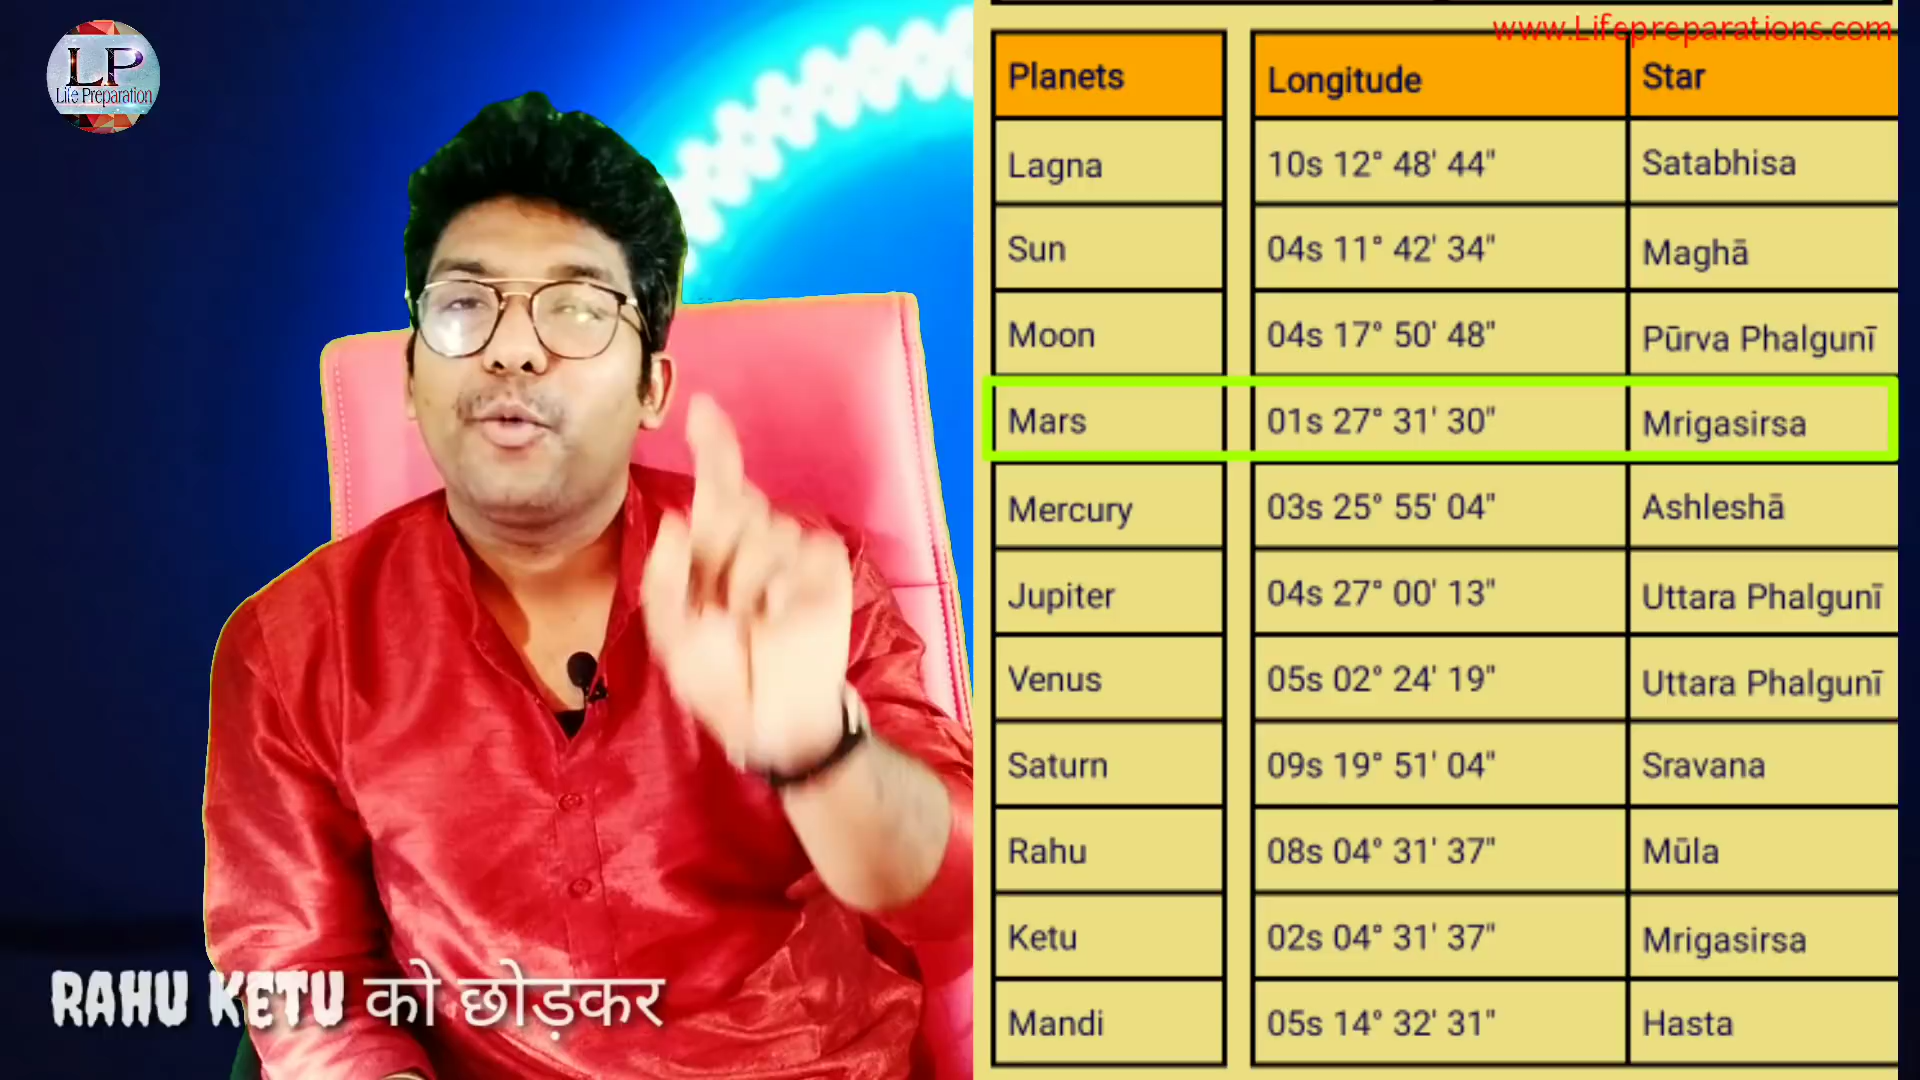 LP
Life Preparation
www.Lifepreparations.com
Planets Longitude Star
Lagna 10s 12° 48' 44" Satabhisa
Sun 04s 11° 42' 34" Maghā
Moon 04s 17° 50' 48" Pūrva Phalgunī
Mars 01s 27° 31' 30" Mrigasirsa
Mercury 03s 25° 55' 04" Ashleshā
Jupiter 04s 27° 00' 13" Uttara Phalgunī
Venus 05s 02° 24' 19" Uttara Phalgunī
Saturn 09s 19° 51' 04" Sravana
Rahu 08s 04° 31' 37" Mūla
Ketu 02s 04° 31' 37" Mrigasirsa
Mandi 05s 14° 32' 31" Hasta
RAHU KETU को छोड़कर